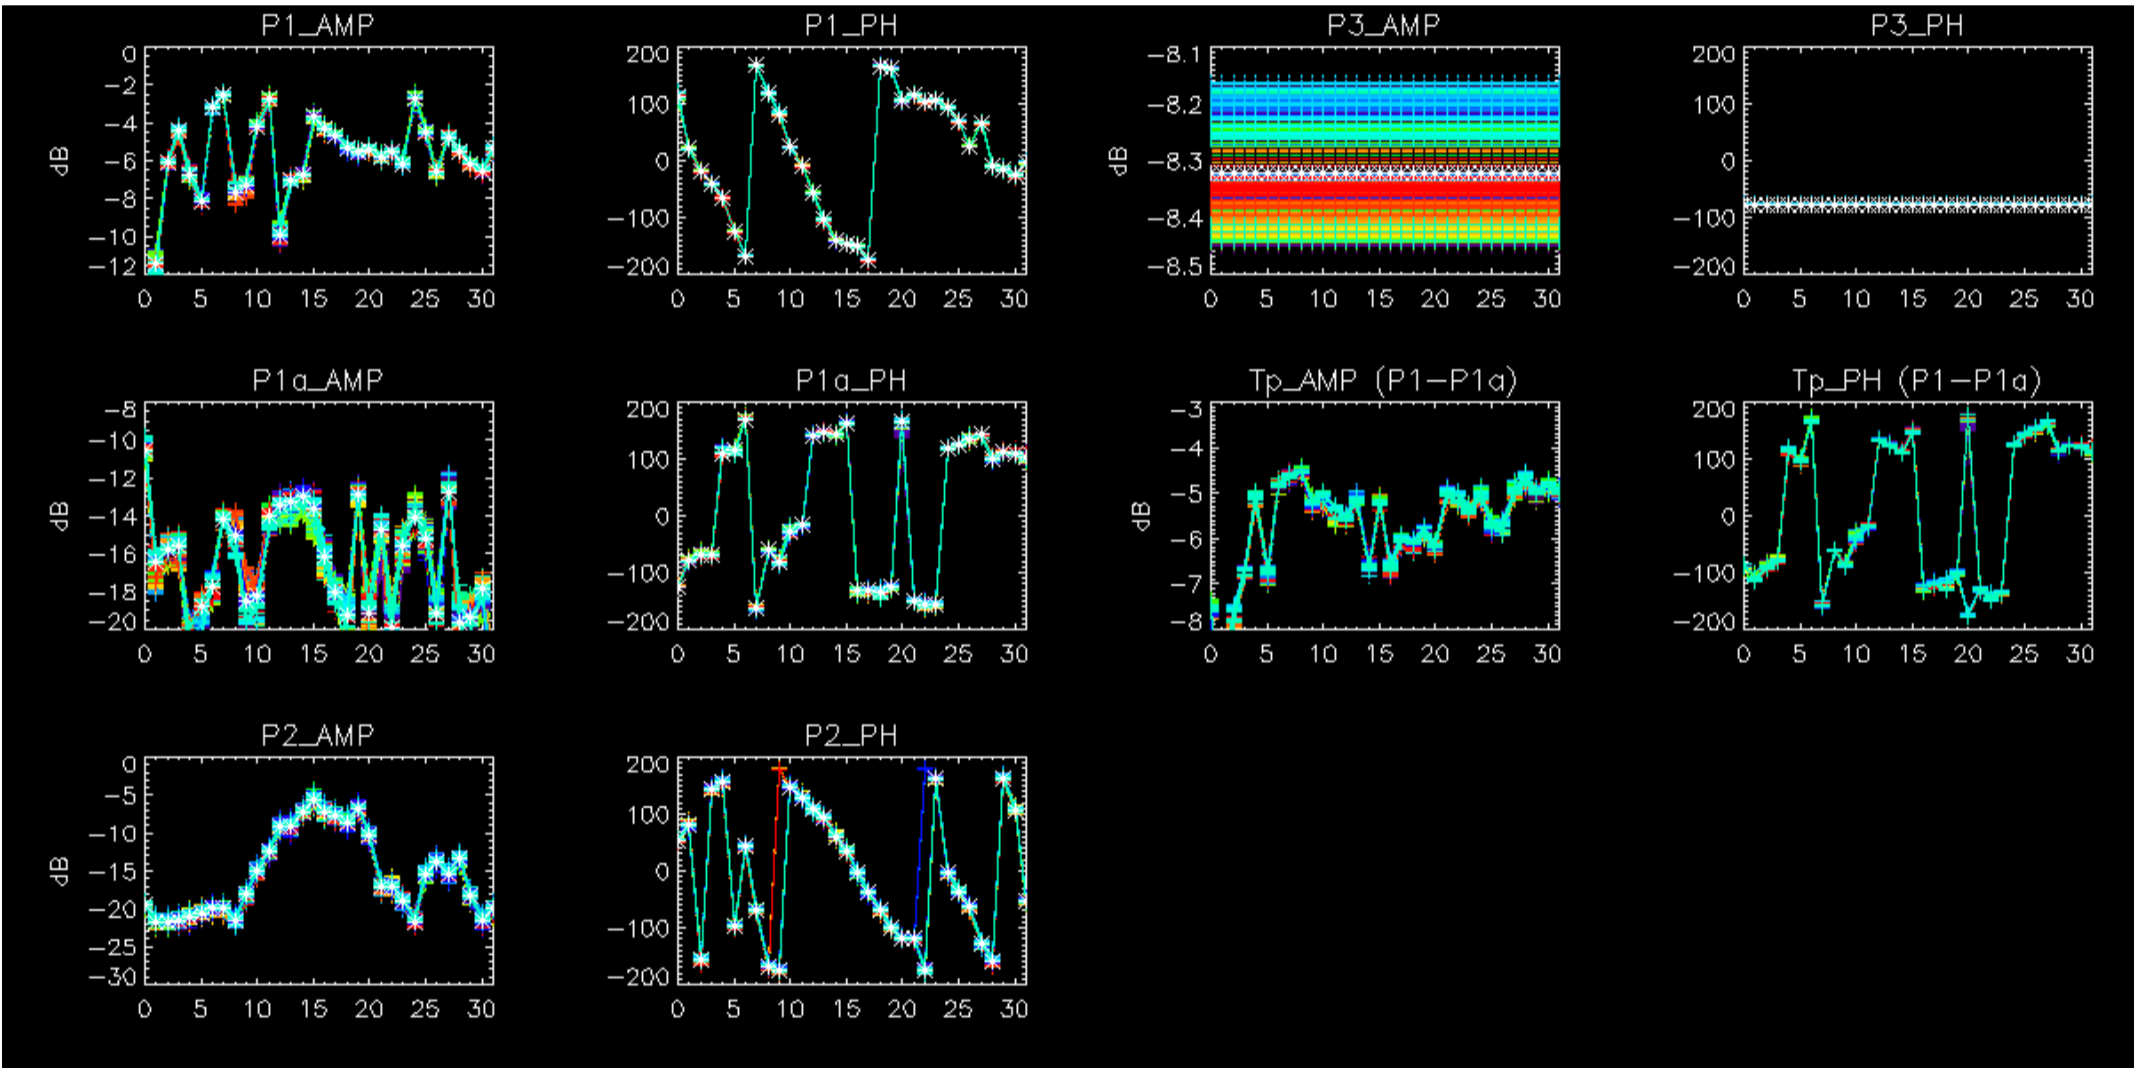 P1_AMP P1_PH P3_AMP P3_PH
0 200 -8.1 200
-2
-4 100 -8.2 100
dB -6 0 dB -8.3 0
-8
-10 -100 -8.4 -100
-12 -200 -8.5 -200
0 5 10 15 20 25 30 0 5 10 15 20 25 30 0 5 10 15 20 25 30 0 5 10 15 20 25 30
P1a_AMP P1a_PH Tp_AMP (P1-P1a) Tp_PH (P1-P1a)
-8 200 -3 200
-10 100 -4 100
-12
dB -14 0 dB -5 0
-16 -6
-18 -100 -7 -100
-20 -200 -8 -200
0 5 10 15 20 25 30 0 5 10 15 20 25 30 0 5 10 15 20 25 30 0 5 10 15 20 25 30
P2_AMP P2_PH
0 200
-5 100
-10
dB -15 0
-20 -100
-25
-30 -200
0 5 10 15 20 25 30 0 5 10 15 20 25 30